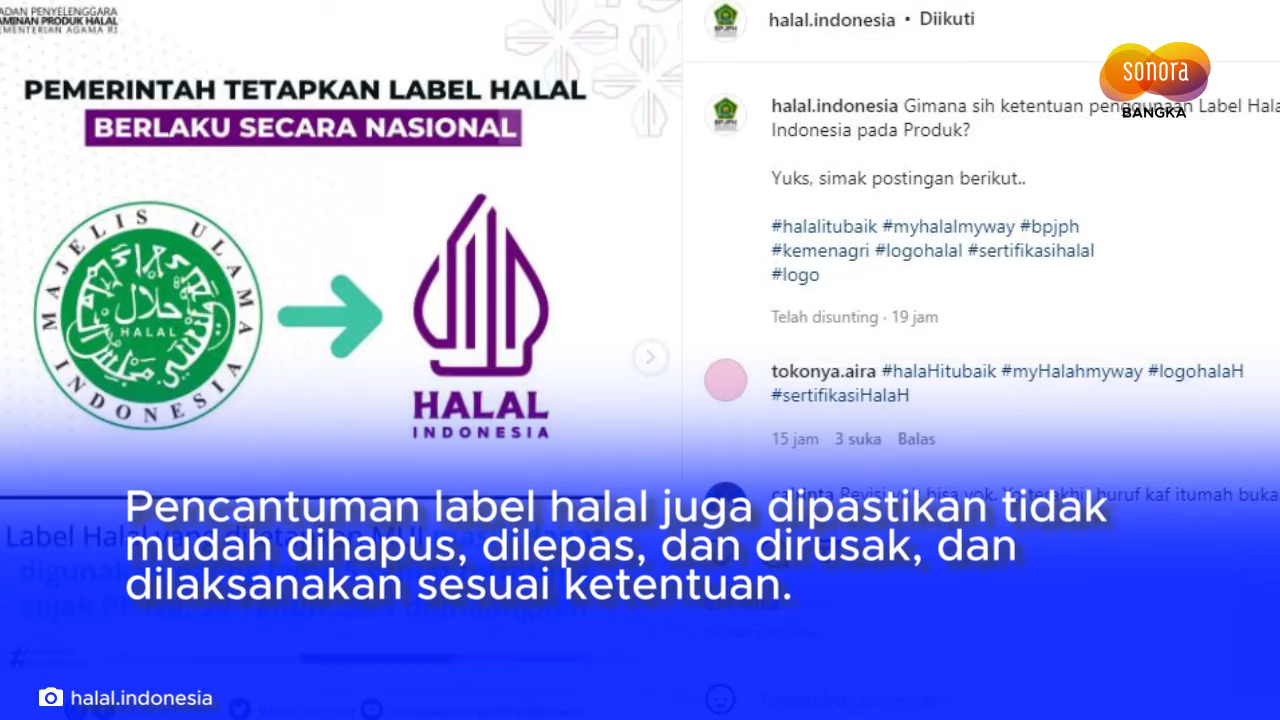 BADAN PENYELENGGARA
JAMINAN PRODUK HALAL
KEMENTERIAN AGAMA RI
PEMERINTAH TETAPKAN LABEL HALAL
BERLAKU SECARA NASIONAL
MAJELIS ULAMA
حلال
HALAL
INDONESIA
HALAL
INDONESIA
halal.indonesia • Diikuti
sonora
BANGKA
halal.indonesia Gimana sih ketentuan penggunaan Label Hala
Indonesia pada Produk?
Yuks, simak postingan berikut..
#halalitubaik #myhalalmyway #bpjph
#kemenagri #logohalal #sertifikasihalal
#logo
Telah disunting · 19 jam
tokonya.aira #halaHitubaik #myHalahmyway #logohalaH
#sertifikasiHalaH
15 jam 3 suka Balas
Pencantuman label halal juga dipastikan tidak
mudah dihapus, dilepas, dan dirusak, dan
dilaksanakan sesuai ketentuan.
halal.indonesia